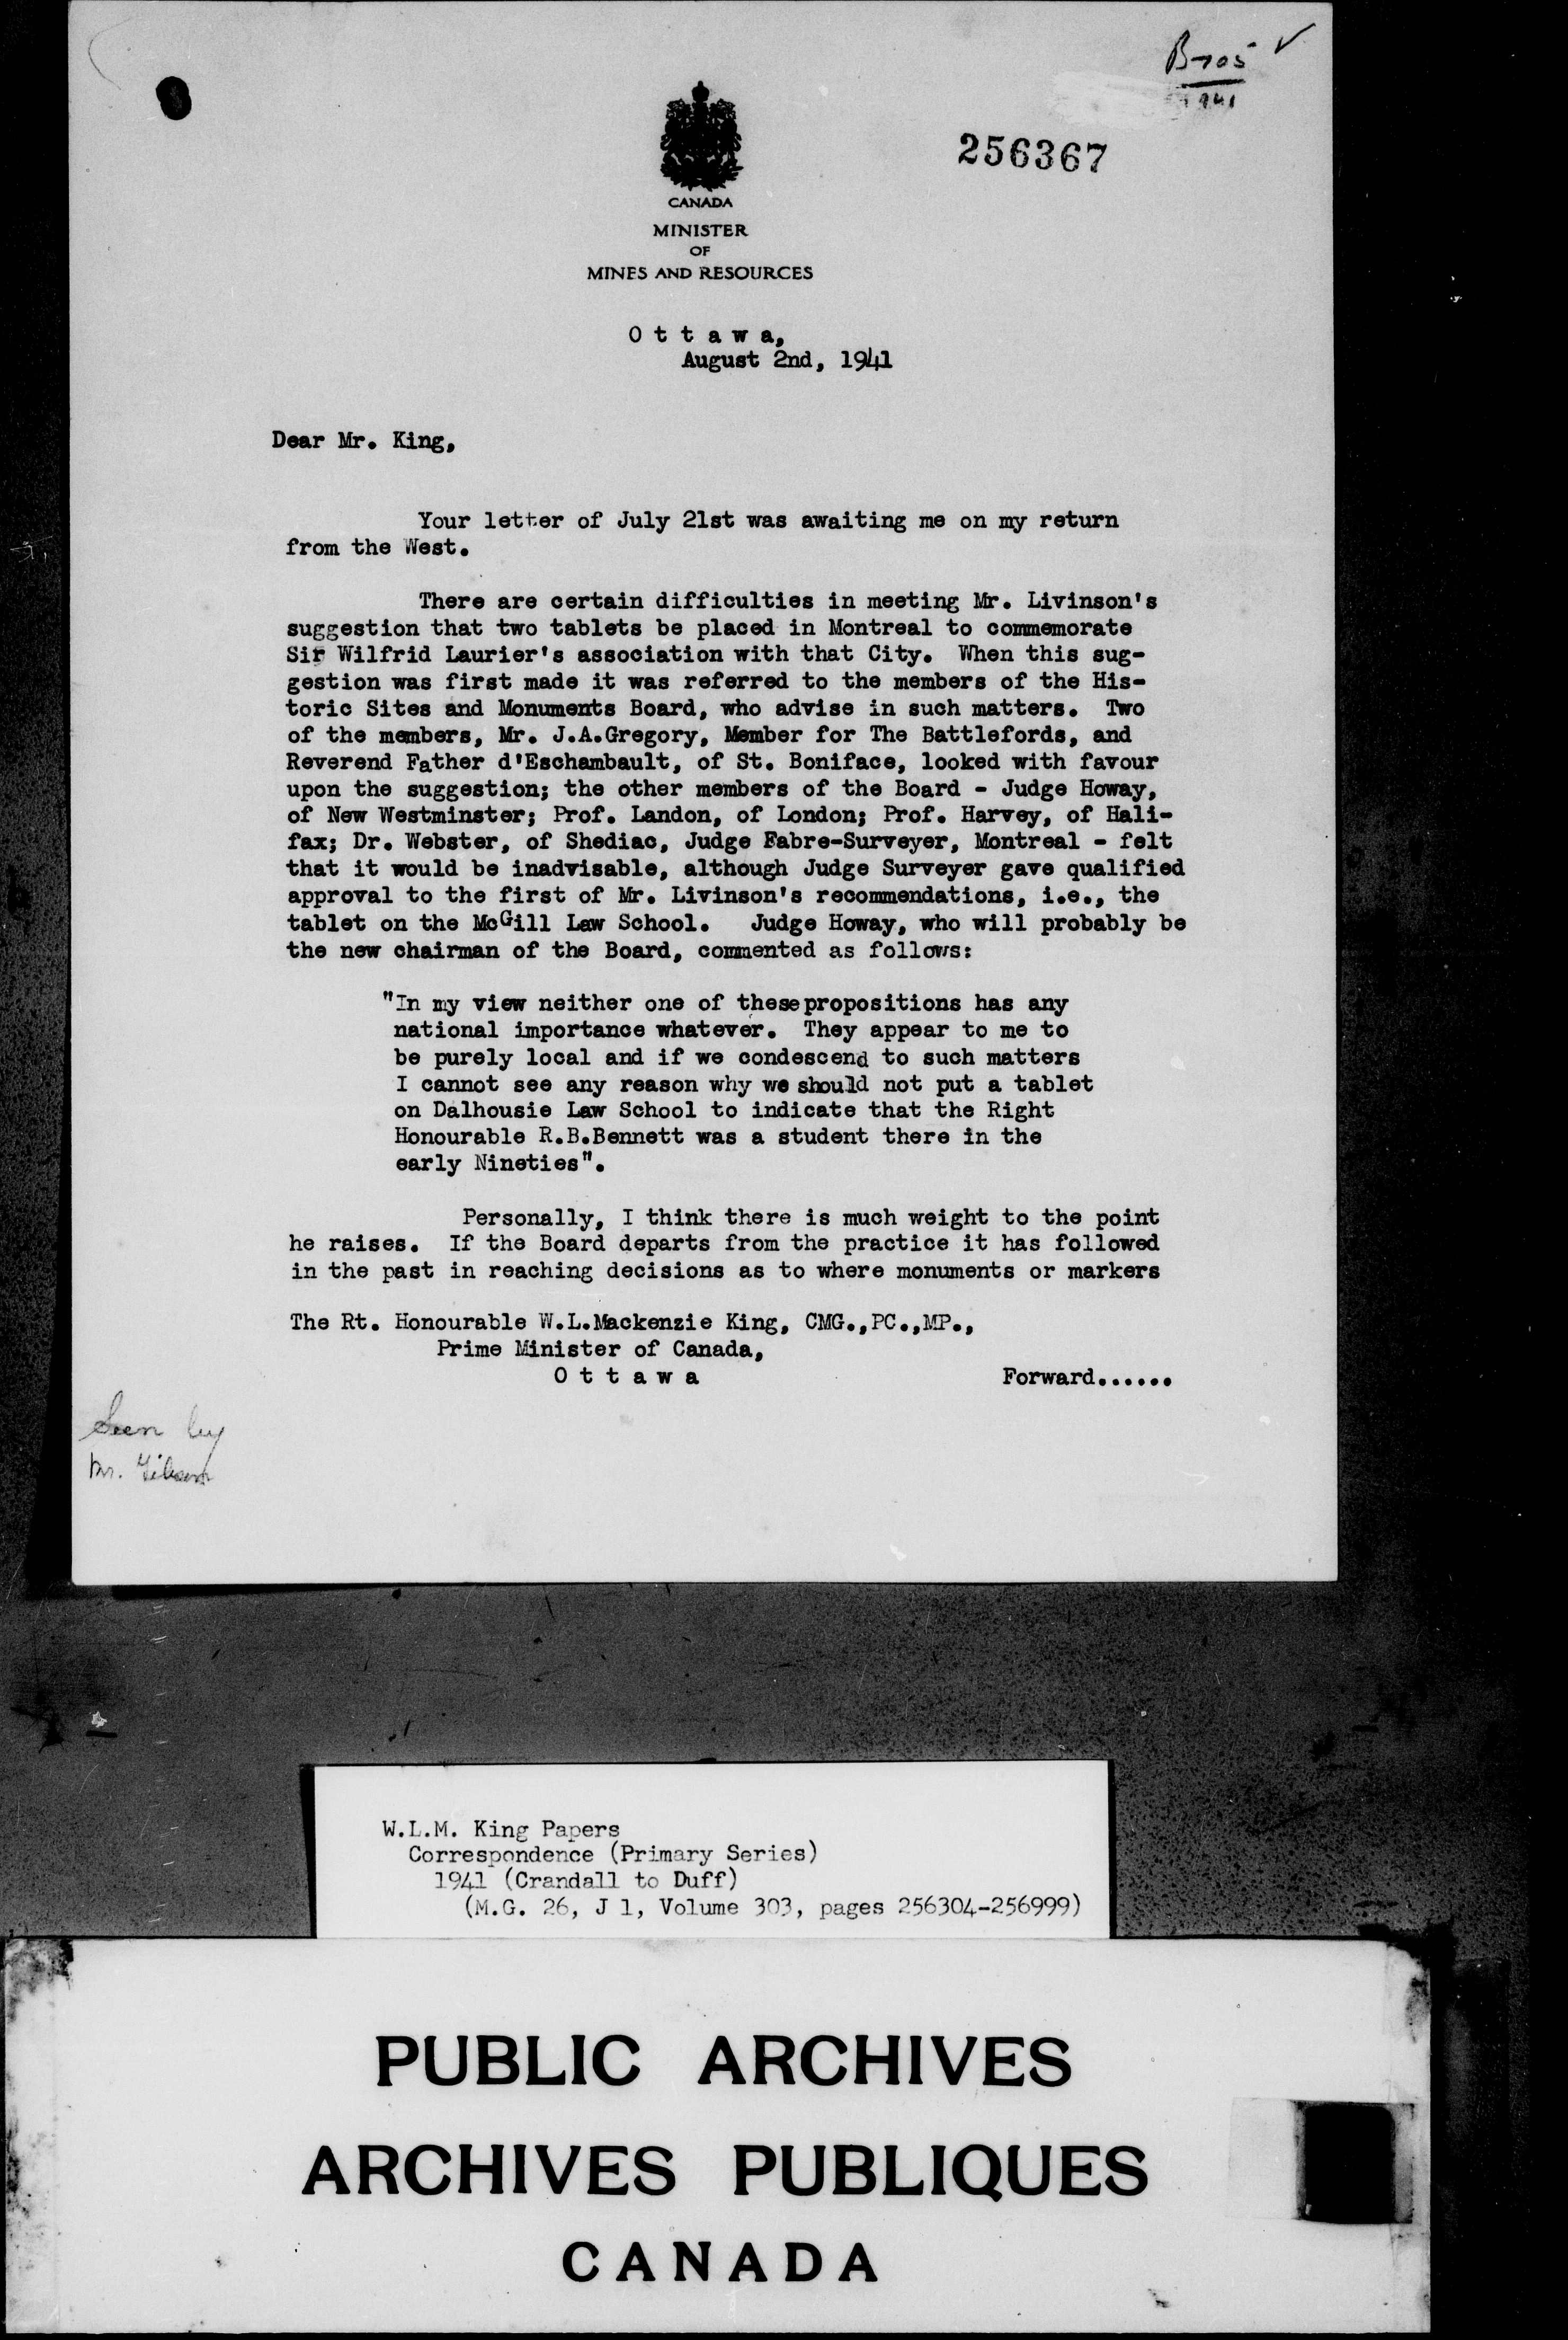 B-705 ✓
1941
256367
CANADA
MINISTER
OF
MINES AND RESOURCES
O t t a w a,
August 2nd, 1941
Dear Mr. King,
Your letter of July 21st was awaiting me on my return
from the West.
There are certain difficulties in meeting Mr. Livinson's
suggestion that two tablets be placed in Montreal to commemorate
Sir Wilfrid Laurier's association with that City. When this sug-
gestion was first made it was referred to the members of the His-
toric Sites and Monuments Board, who advise in such matters. Two
of the members, Mr. J.A.Gregory, Member for The Battlefords, and
Reverend Father d'Eschambault, of St. Boniface, looked with favour
upon the suggestion; the other members of the Board - Judge Howay,
of New Westminster; Prof. Landon, of London; Prof. Harvey, of Hali-
fax; Dr. Webster, of Shediac, Judge Fabre-Surveyer, Montreal - felt
that it would be inadvisable, although Judge Surveyer gave qualified
approval to the first of Mr. Livinson's recommendations, i.e., the
tablet on the McGill Law School. Judge Howay, who will probably be
the new chairman of the Board, commented as follows:
"In my view neither one of these propositions has any
national importance whatever. They appear to me to
be purely local and if we condescend to such matters
I cannot see any reason why we should not put a tablet
on Dalhousie Law School to indicate that the Right
Honourable R.B.Bennett was a student there in the
early Nineties".
Personally, I think there is much weight to the point
he raises. If the Board departs from the practice it has followed
in the past in reaching decisions as to where monuments or markers
The Rt. Honourable W.L.Mackenzie King, CMG.,PC.,MP.,
Prime Minister of Canada,
O t t a w a
Forward......
Seen by
Mr. Gibson
W.L.M. King Papers
Correspondence (Primary Series)
1941 (Crandall to Duff)
(M.G. 26, J 1, Volume 303, pages 256304-256999)
PUBLIC ARCHIVES
ARCHIVES PUBLIQUES
CANADA